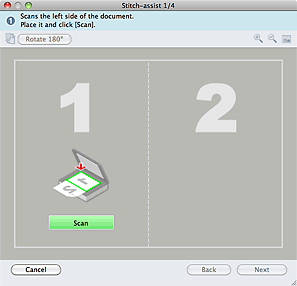 Stitch-assist 1/4
Scans the left side of the document.
Place it and click [Scan].
Rotate 180°
1 2
Scan
Cancel Back Next